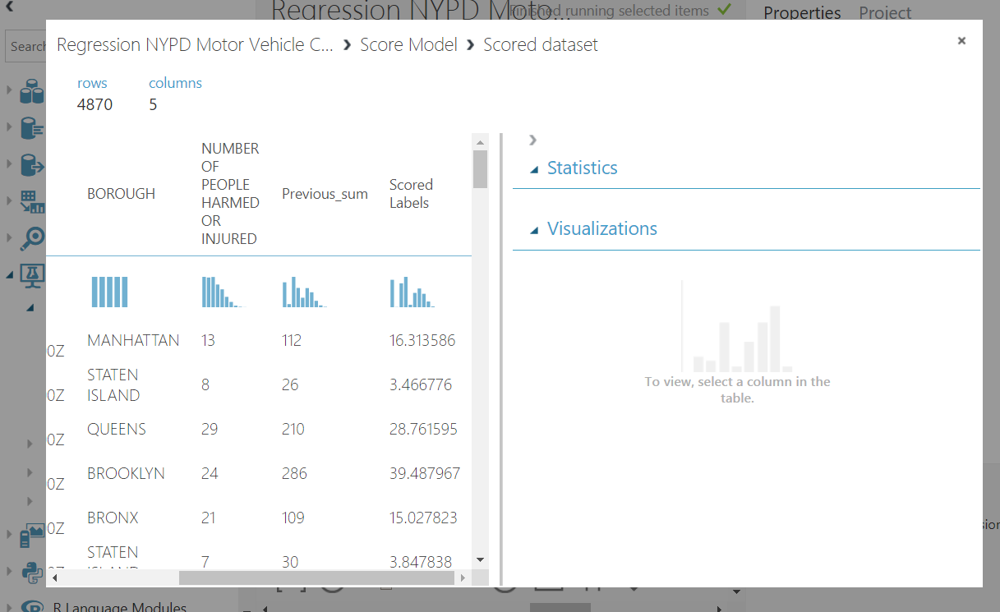 Regression NYPD Moto...
Finished running selected items
Properties
Project
Search
Regression NYPD Motor Vehicle C... › Score Model › Scored dataset
rows
columns
4870
5
BOROUGH
NUMBER
OF
PEOPLE
HARMED
OR
INJURED
Previous_sum
Scored
Labels
0Z
MANHATTAN
13
112
16.313586
0Z
STATEN
ISLAND
8
26
3.466776
0Z
QUEENS
29
210
28.761595
0Z
BROOKLYN
24
286
39.487967
0Z
BRONX
21
109
15.027823
STATEN
ISLAND
7
30
3.847838
Statistics
Visualizations
To view, select a column in the
table.
R Language Modules